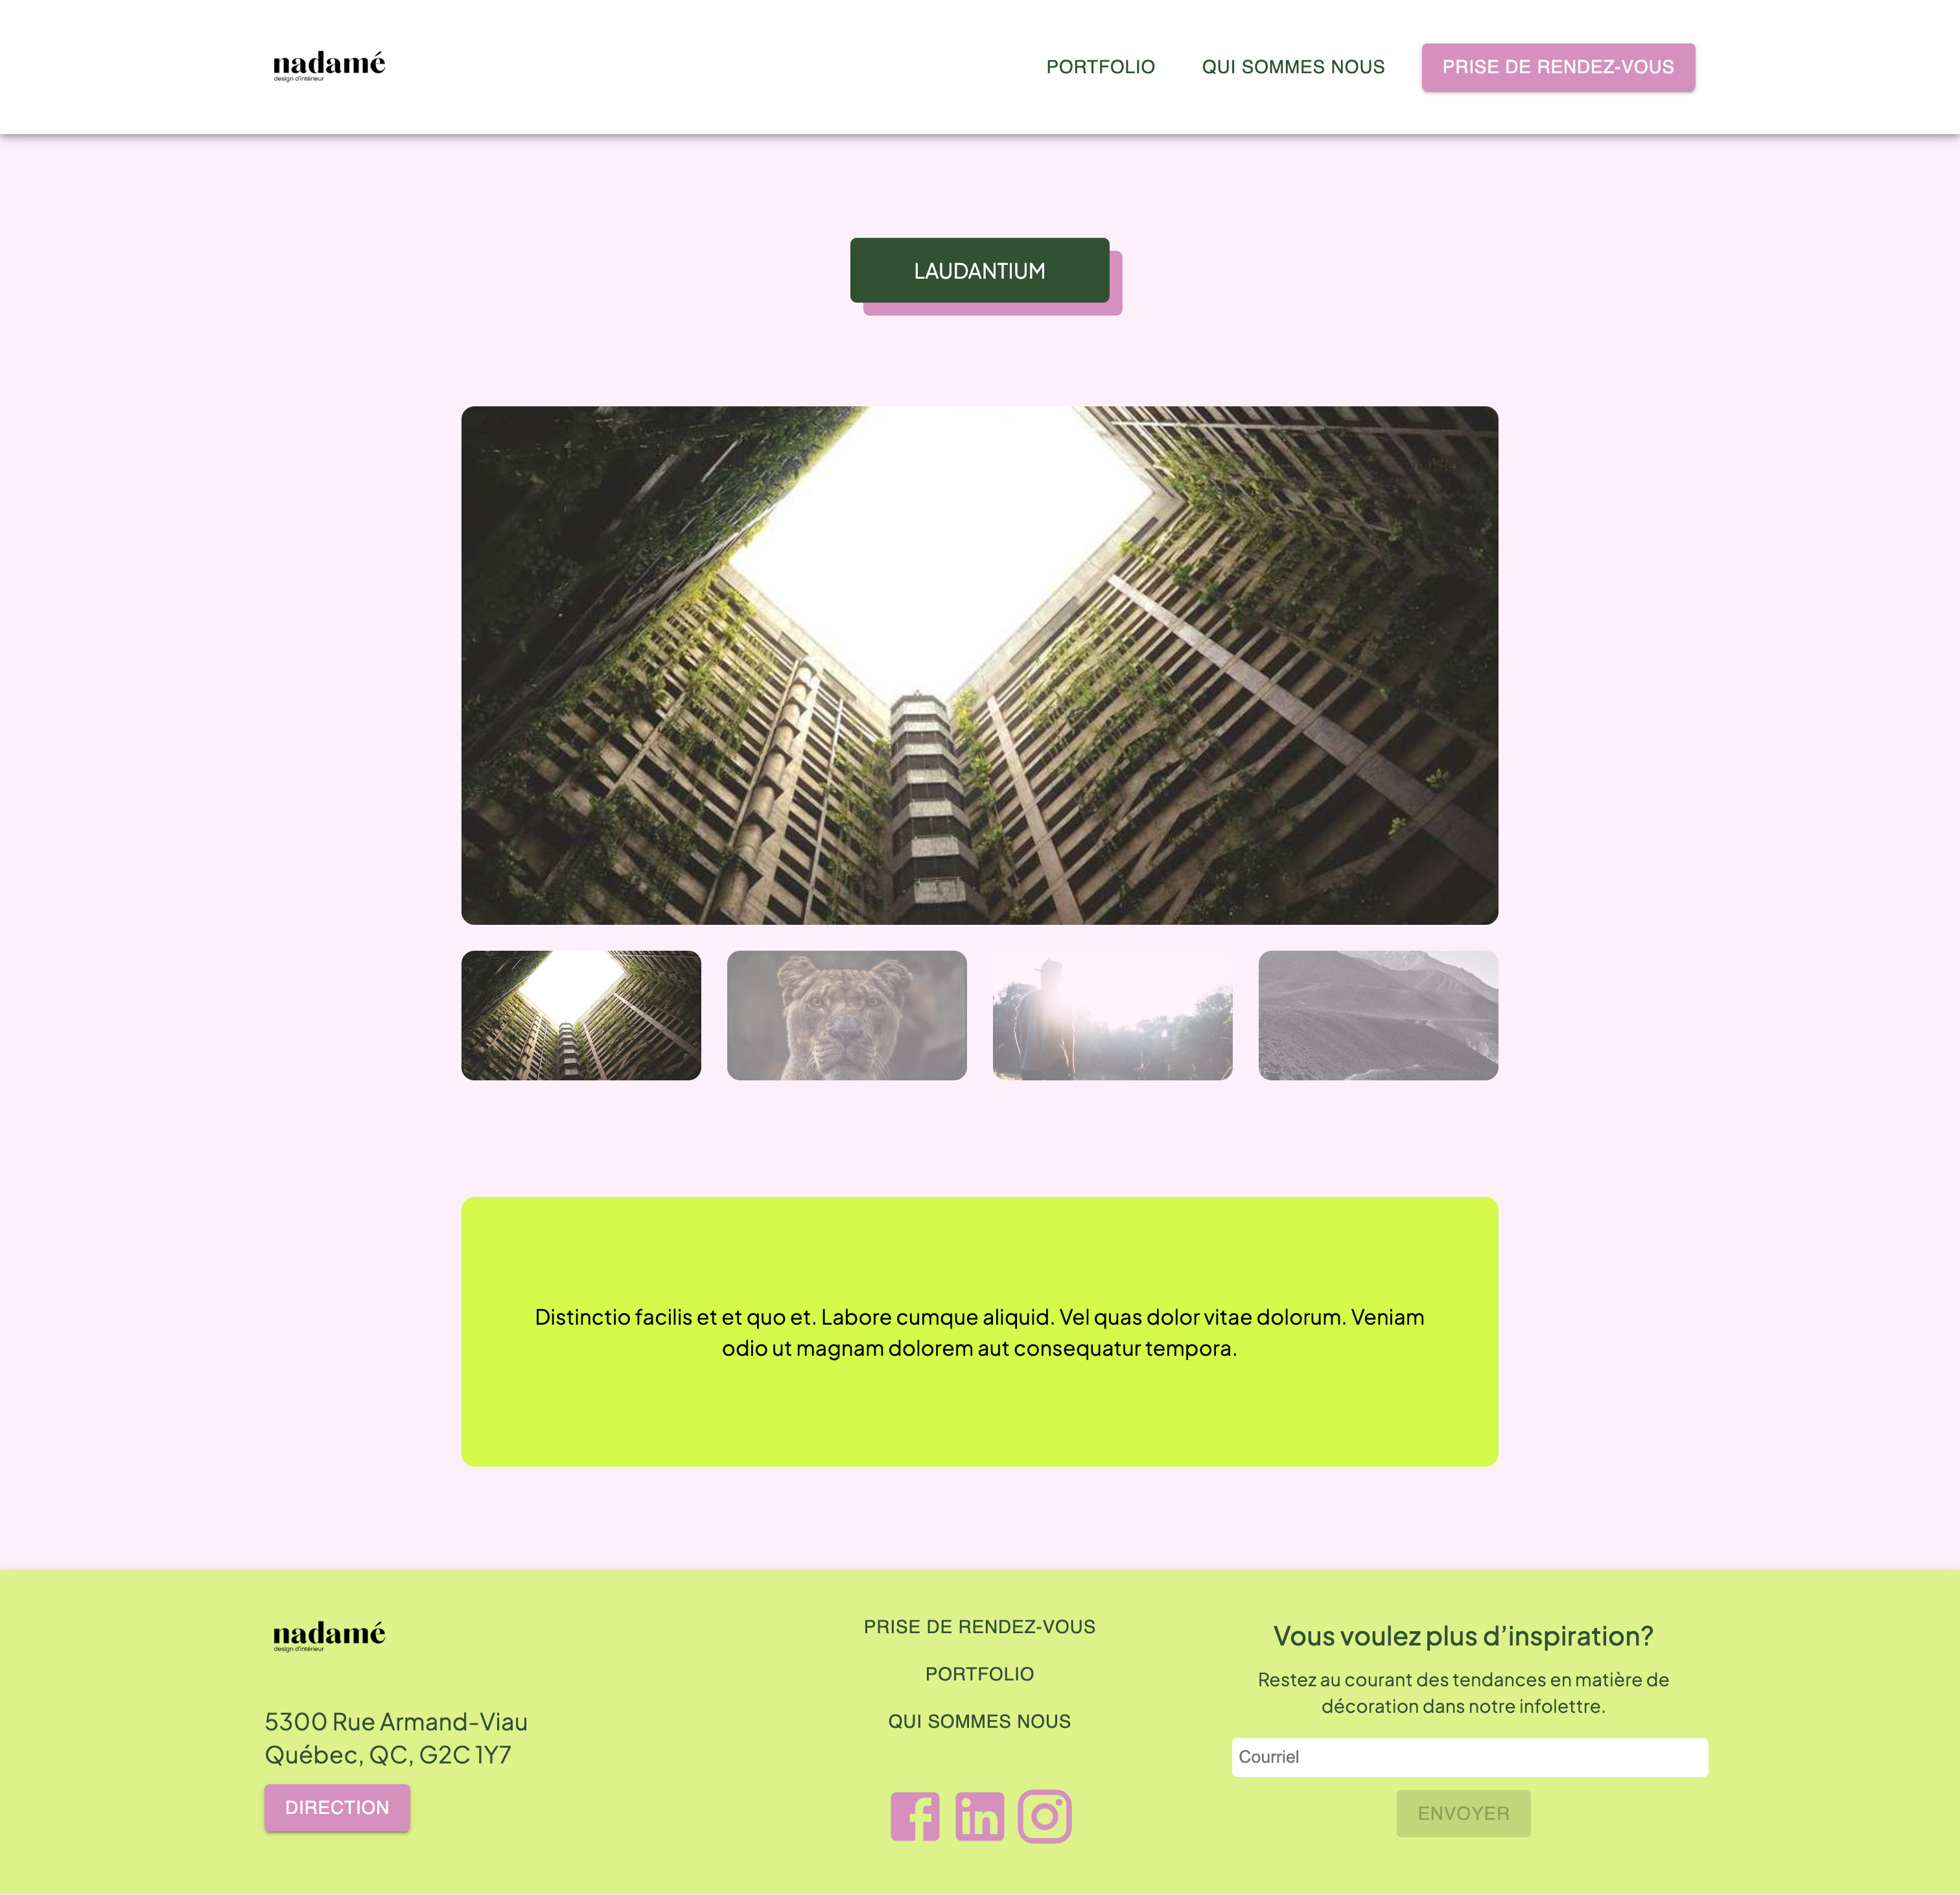 nadamé
design d'intérieur
PORTFOLIO
QUI SOMMES NOUS
PRISE DE RENDEZ-VOUS
LAUDANTIUM
Distinctio facilis et et quo et. Labore cumque aliquid. Vel quas dolor vitae dolorum. Veniam
odio ut magnam dolorem aut consequatur tempora.
nadamé
design d'intérieur
5300 Rue Armand-Viau
Québec, QC, G2C 1Y7
DIRECTION
PRISE DE RENDEZ-VOUS
PORTFOLIO
QUI SOMMES NOUS
Vous voulez plus d’inspiration?
Restez au courant des tendances en matière de
décoration dans notre infolettre.
Courriel
ENVOYER